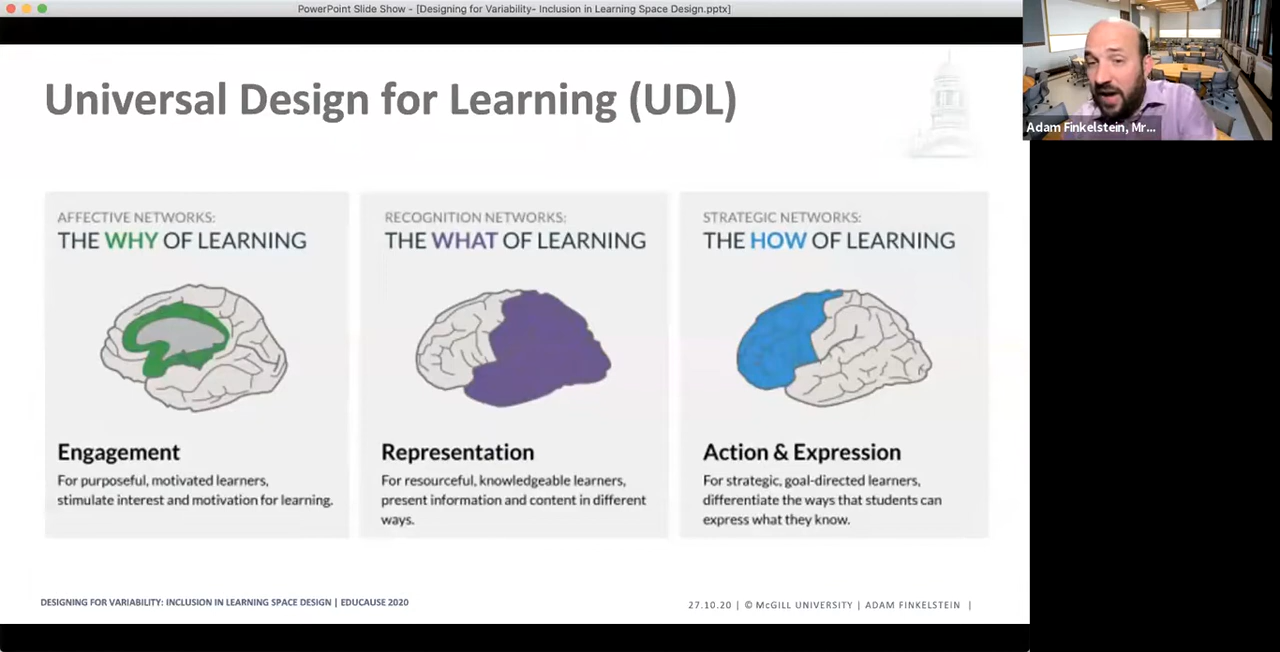 PowerPoint Slide Show - [Designing for Variability- Inclusion in Learning Space Design.pptx]
Adam Finkelstein, Mr...
Universal Design for Learning (UDL)
AFFECTIVE NETWORKS:
THE WHY OF LEARNING
Engagement
For purposeful, motivated learners,
stimulate interest and motivation for learning.
RECOGNITION NETWORKS:
THE WHAT OF LEARNING
Representation
For resourceful, knowledgeable learners,
present information and content in different
ways.
STRATEGIC NETWORKS:
THE HOW OF LEARNING
Action & Expression
For strategic, goal-directed learners,
differentiate the ways that students can
express what they know.
DESIGNING FOR VARIABILITY: INCLUSION IN LEARNING SPACE DESIGN | EDUCAUSE 2020
27.10.20 | © McGILL UNIVERSITY | ADAM FINKELSTEIN |